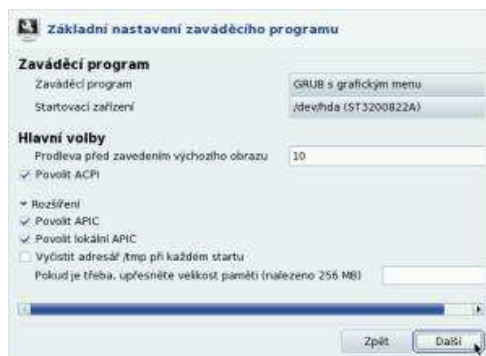 Základní nastavení zaváděcího programu
Zaváděcí program
Zaváděcí program GRUB s grafickým menu
Startovací zařízení /dev/hda (ST3200822A)
Hlavní volby
Prodleva před zavedením výchozího obrazu 10
Povolit ACPI
Rozšíření
Povolit APIC
Povolit lokální APIC
Vyčistit adresář /tmp při každém startu
Pokud je třeba, upřesněte velikost paměti (nalezeno 256 MB)
Zpět Další